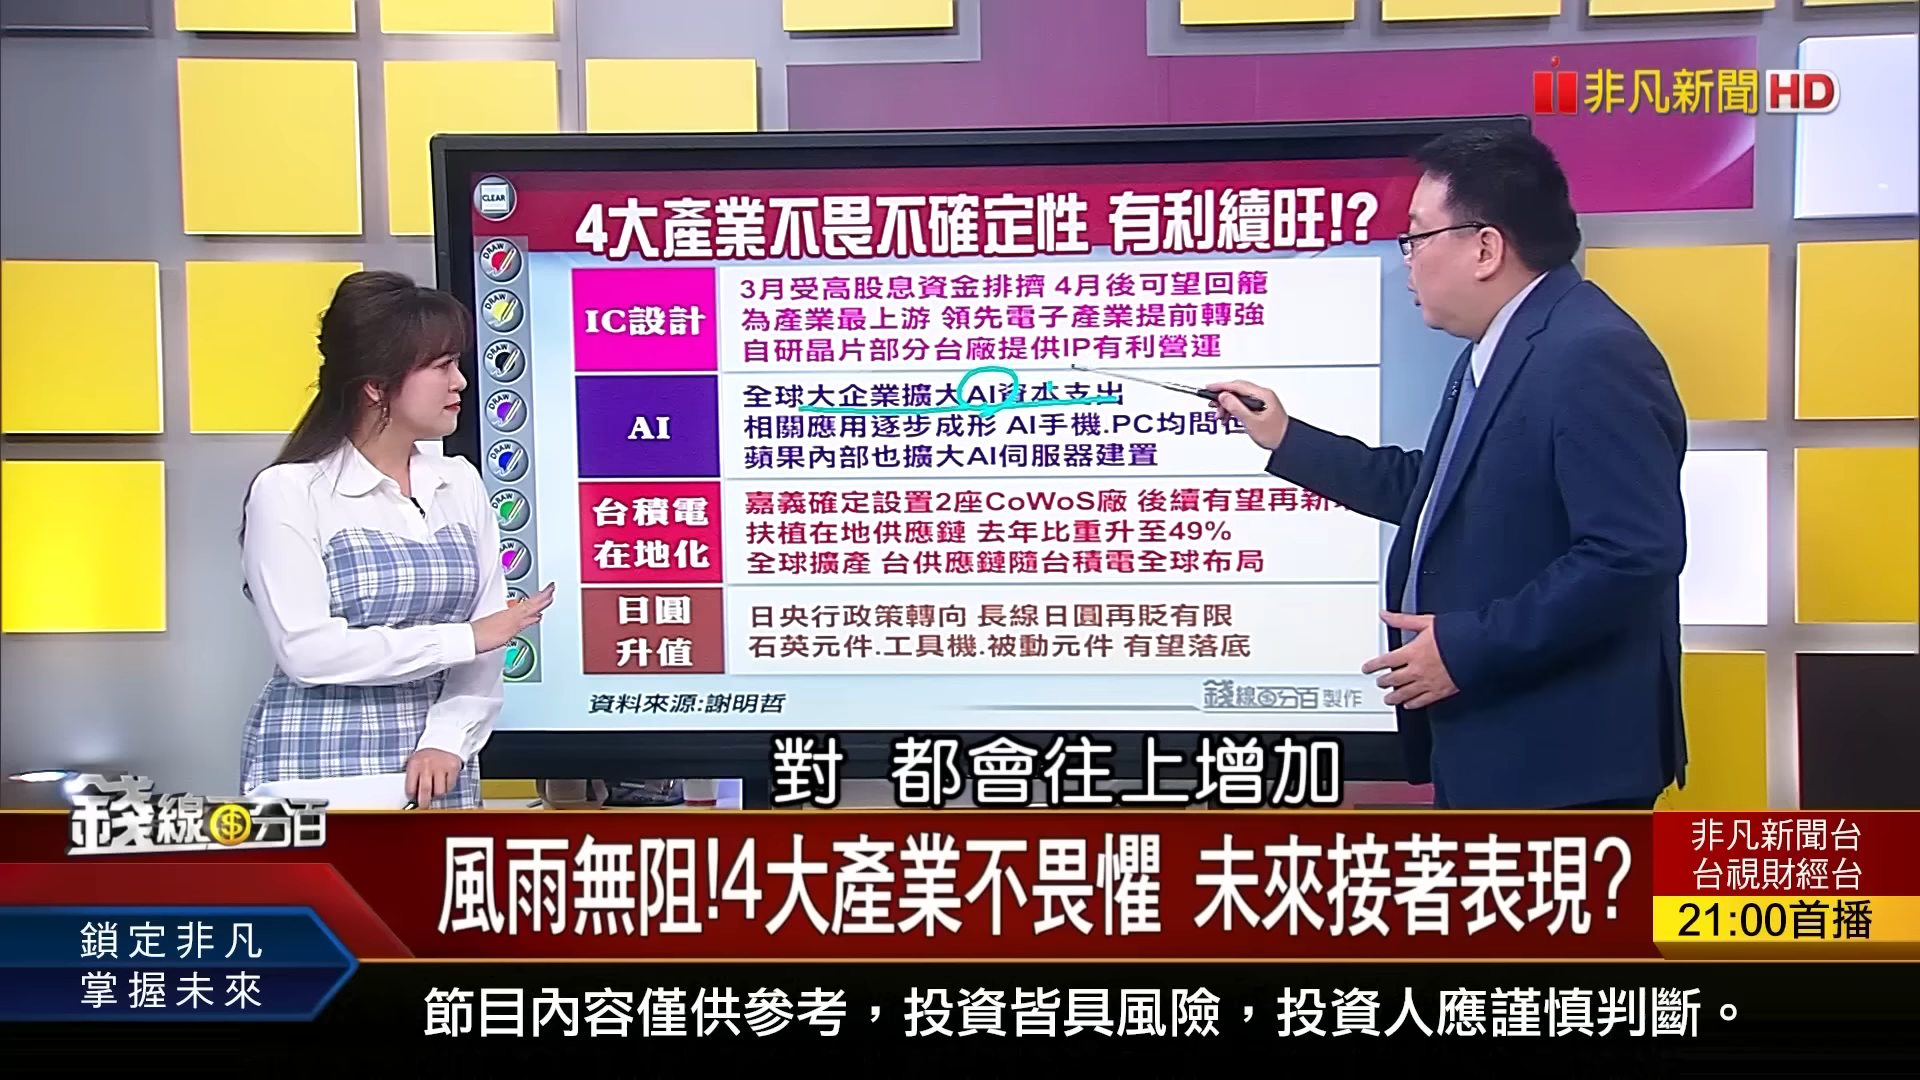 非凡新聞HD
CLEAR
4大產業不畏不確定性 有利續旺!?
DRAW
DRAW
DRAW
DRAW
DRAW
DRAW
IC設計
3月受高股息資金排擠 4月後可望回籠
為產業最上游 領先電子產業提前轉強
自研晶片部分台廠提供IP有利營運
AI
全球大企業擴大AI資本支出
相關應用逐步成形 AI手機.PC均問世
蘋果內部也擴大AI伺服器建置
台積電
在地化
嘉義確定設置2座CoWoS廠 後續有望再新
扶植在地供應鏈 去年比重升至49%
全球擴產 台供應鏈隨台積電全球布局
日圓
升值
日央行政策轉向 長線日圓再貶有限
石英元件.工具機.被動元件 有望落底
資料來源:謝明哲
錢線百分百 製作
對 都會往上增加
錢線百分百
風雨無阻!4大產業不畏懼 未來接著表現?
非凡新聞台
台視財經台
21:00首播
鎖定非凡
掌握未來
節目內容僅供參考，投資皆具風險，投資人應謹慎判斷。